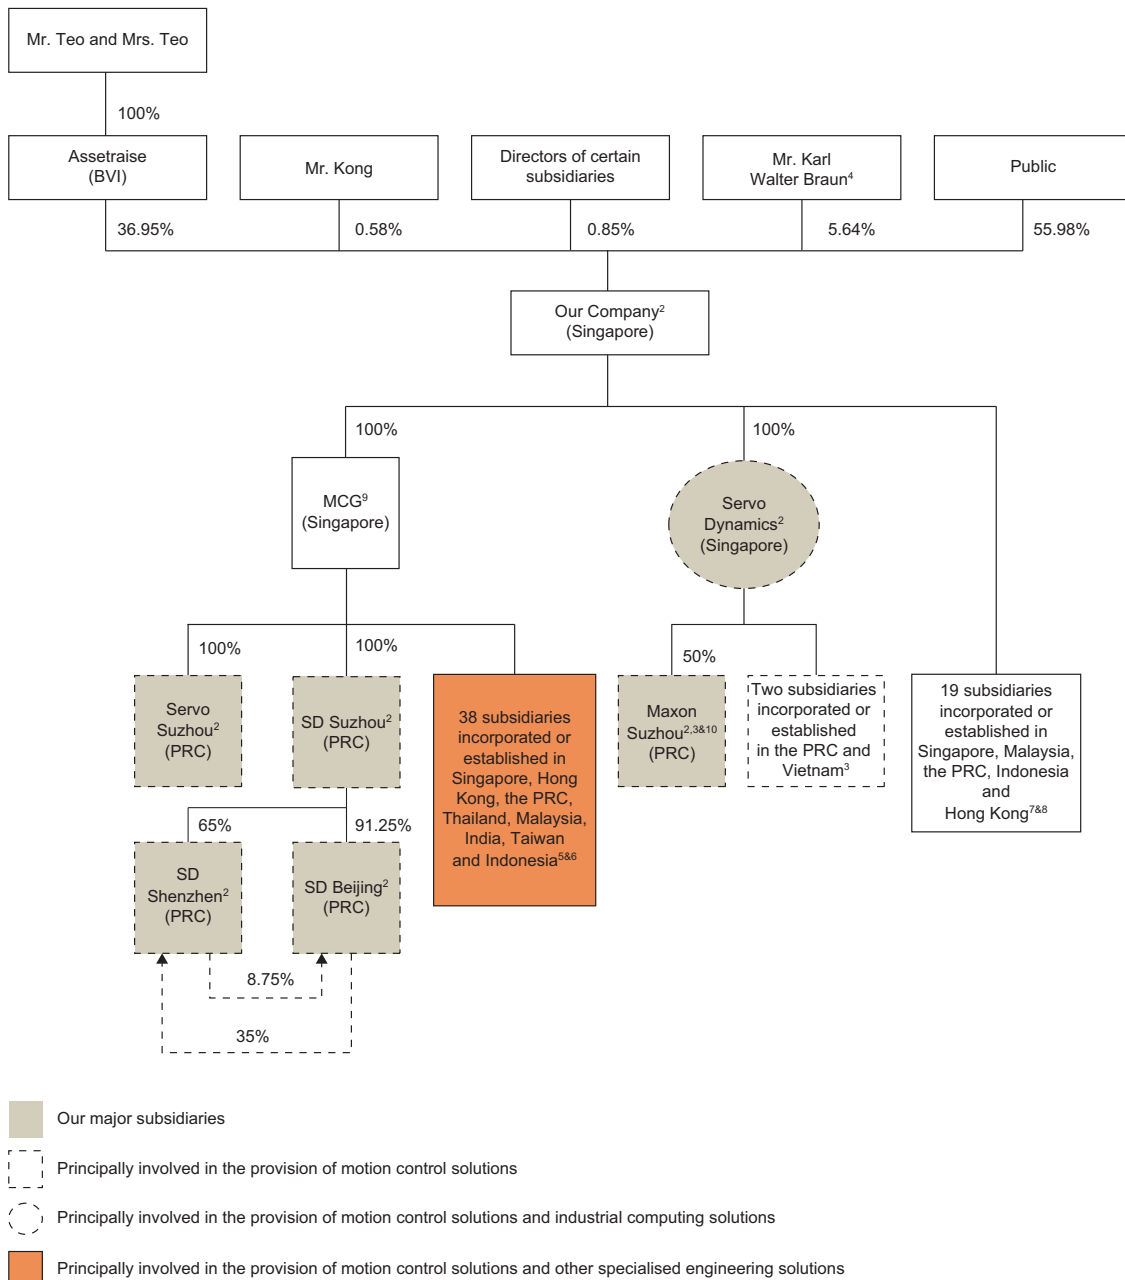 Mr. Teo and Mrs. Teo
100%
Assetraise
(BVI)
Mr. Kong
Directors of certain
subsidiaries
Mr. Karl
Walter Braun⁴
Public
36.95%
0.58%
0.85%
5.64%
55.98%
Our Company²
(Singapore)
100%
100%
MCG⁹
(Singapore)
Servo
Dynamics²
(Singapore)
100%
100%
50%
Servo
Suzhou²
(PRC)
SD Suzhou²
(PRC)
38 subsidiaries
incorporated or
established in
Singapore, Hong
Kong, the PRC,
Thailand, Malaysia,
India, Taiwan
and Indonesia⁵&⁶
Maxon
Suzhou²,³&¹⁰
(PRC)
Two subsidiaries
incorporated or
established
in the PRC and
Vietnam³
19 subsidiaries
incorporated or
established in
Singapore, Malaysia,
the PRC, Indonesia
and
Hong Kong⁷&⁸
65%
91.25%
SD
Shenzhen²
(PRC)
SD Beijing²
(PRC)
8.75%
35%
Our major subsidiaries
Principally involved in the provision of motion control solutions
Principally involved in the provision of motion control solutions and industrial computing solutions
Principally involved in the provision of motion control solutions and other specialised engineering solutions